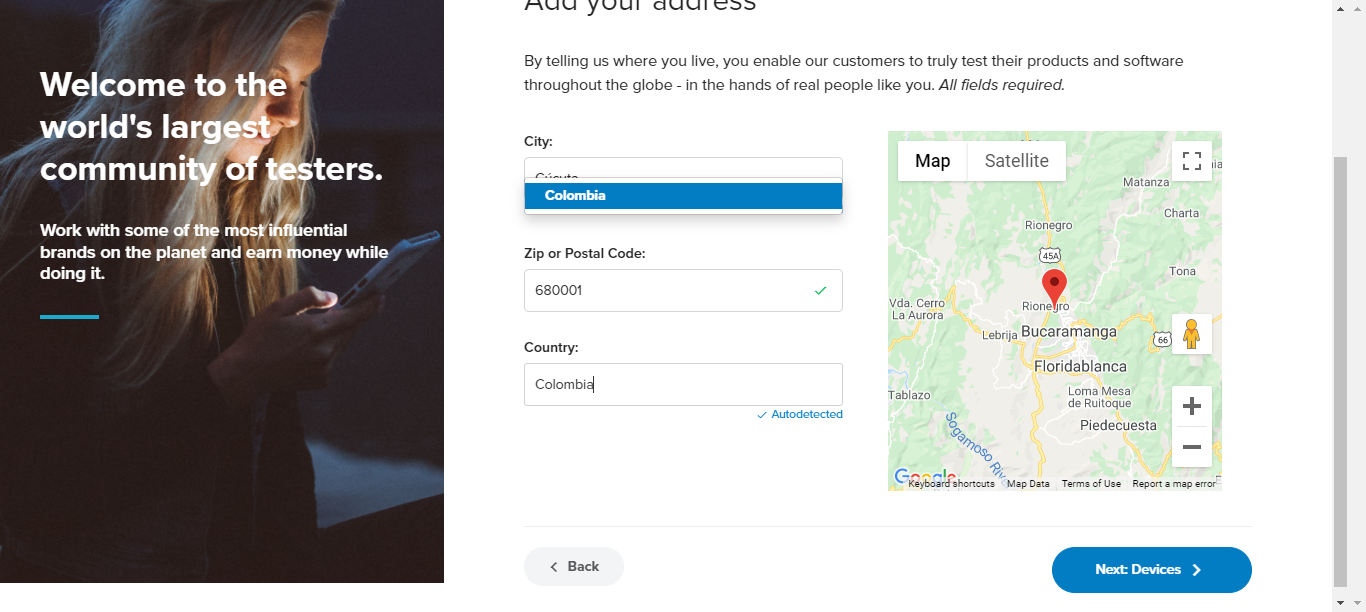 Add your address
Welcome to the
world's largest
community of testers.
Work with some of the most influential
brands on the planet and earn money while
doing it.
By telling us where you live, you enable our customers to truly test their products and software
throughout the globe - in the hands of real people like you. All fields required.
City:
Cúcuta
Colombia
Zip or Postal Code:
680001
Country:
Colombia
Autodetected
Map
Satellite
Matanza
Charta
Rionegro
45A
Tona
Vda. Cerro
La Aurora
Rionegro
Lebrija
Bucaramanga
66
Floridablanca
Tablazo
Loma Mesa
de Ruitoque
Piedecuesta
Sogamoso Riv
Google
Keyboard shortcuts
Map Data
Terms of Use
Report a map error
Back
Next: Devices